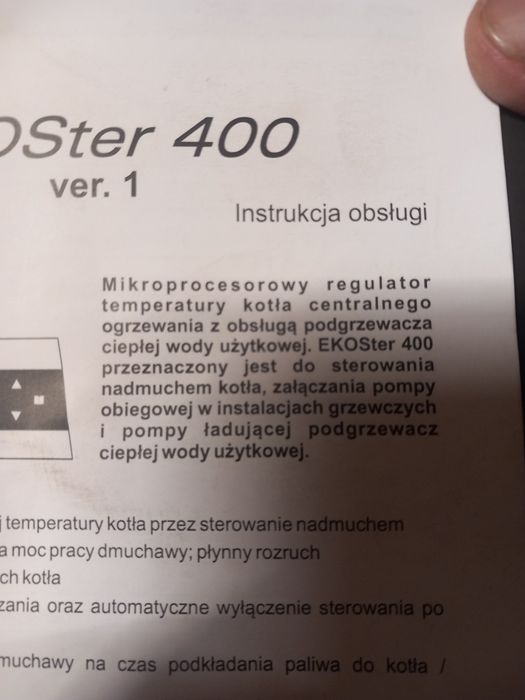 OSter 400
ver. 1
Instrukcja obsługi
Mikroprocesorowy regulator
temperatury kotła centralnego
ogrzewania z obsługą podgrzewacza
ciepłej wody użytkowej. EKOSter 400
przeznaczony jest do sterowania
nadmuchem kotła, załączania pompy
obiegowej w instalacjach grzewczych
i pompy ładującej podgrzewacz
ciepłej wody użytkowej.
j temperatury kotła przez sterowanie nadmuchem
a moc pracy dmuchawy; płynny rozruch
ch kotła
zania oraz automatyczne wyłączenie sterowania po
muchawy na czas podkładania paliwa do kotła /